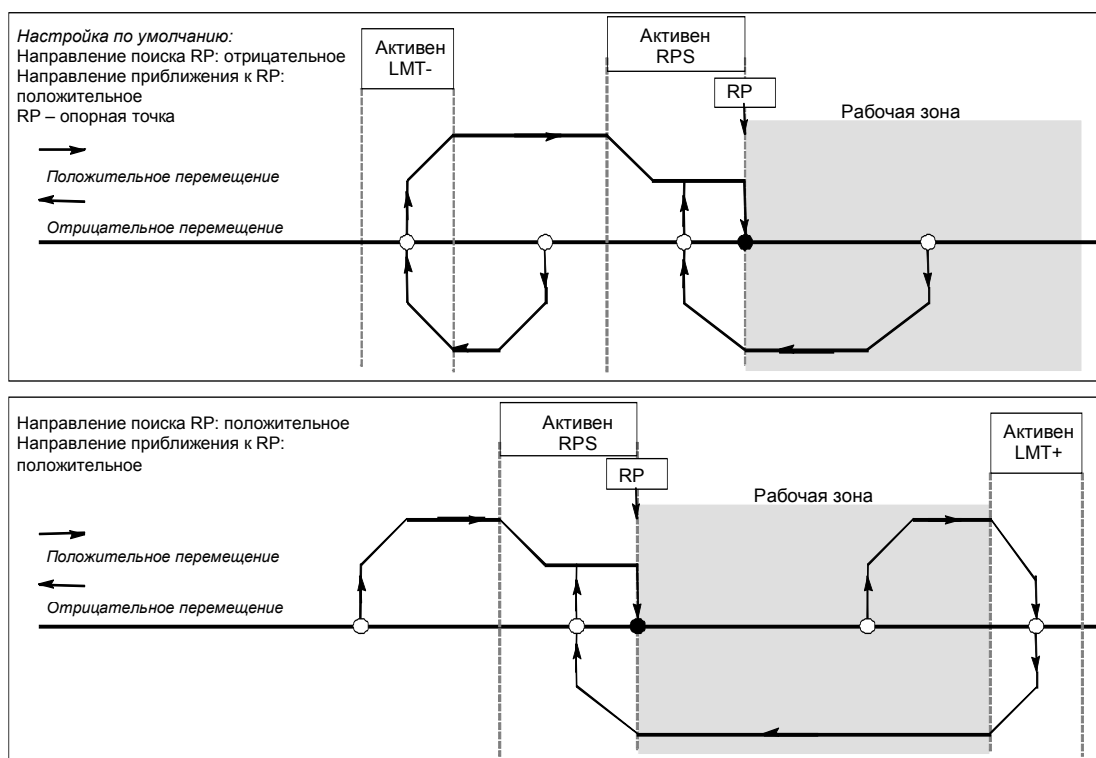 Настройка по умолчанию:
Направление поиска RP: отрицательное
Направление приближения к RP:
положительное
RP – опорная точка
Положительное перемещение
Отрицательное перемещение
Активен
LMT-
Активен
RPS
RP
Рабочая зона
Направление поиска RP: положительное
Направление приближения к RP:
положительное
Положительное перемещение
Отрицательное перемещение
Активен
RPS
RP
Рабочая зона
Активен
LMT+